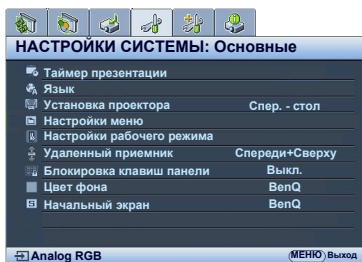 НАСТРОЙКИ СИСТЕМЫ: Основные
Таймер презентации
Язык
Установка проектора Спер. - стол
Настройки меню
Настройки рабочего режима
Удаленный приемник Спереди+Сверху
Блокировка клавиш панели Выкл.
Цвет фона BenQ
Начальный экран BenQ
Analog RGB МЕНЮ Выход